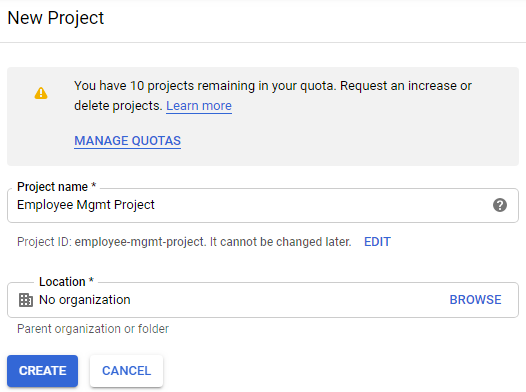 New Project
You have 10 projects remaining in your quota. Request an increase or
delete projects. Learn more
MANAGE QUOTAS
Project name *
Employee Mgmt Project
Project ID: employee-mgmt-project. It cannot be changed later. EDIT
Location *
No organization BROWSE
Parent organization or folder
CREATE CANCEL